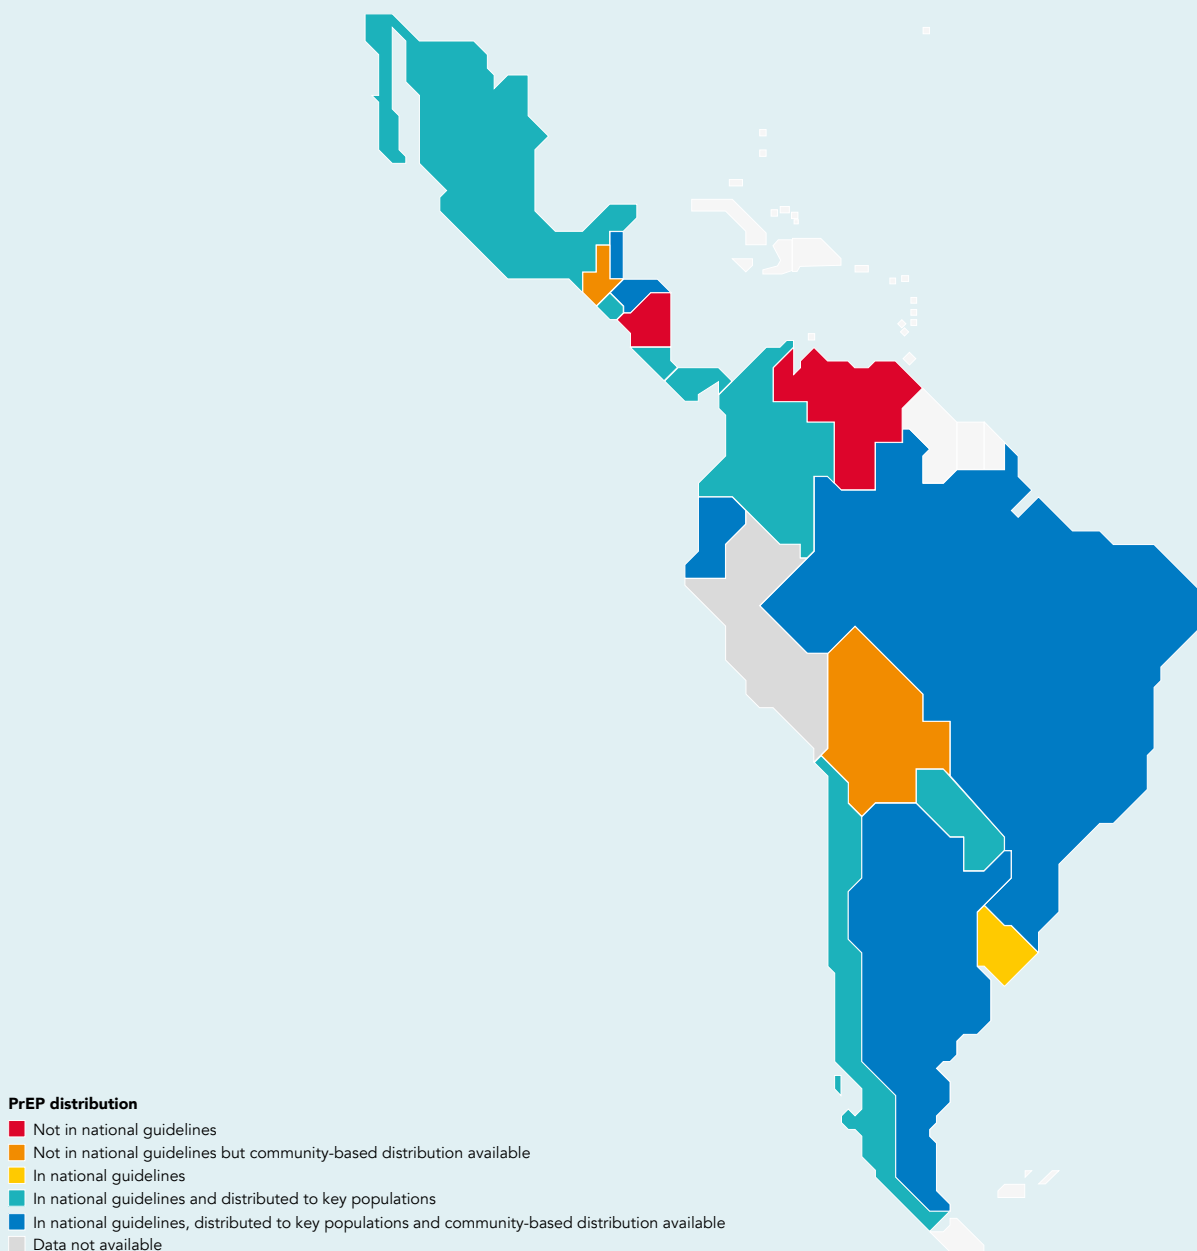 PrEP distribution
Not in national guidelines
Not in national guidelines but community-based distribution available
In national guidelines
In national guidelines and distributed to key populations
In national guidelines, distributed to key populations and community-based distribution available
Data not available